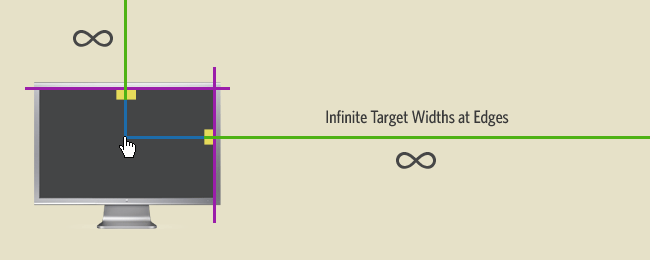 ∞
Infinite Target Widths at Edges
∞